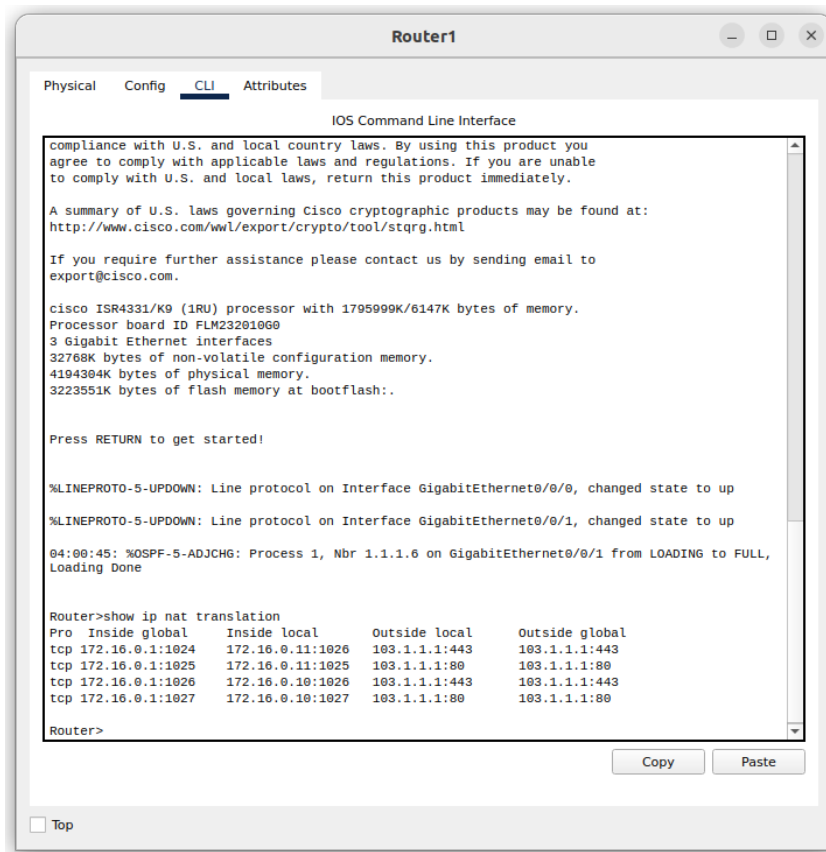 Router1
Physical Config CLI Attributes
IOS Command Line Interface
compliance with U.S. and local country laws. By using this product you
agree to comply with applicable laws and regulations. If you are unable
to comply with U.S. and local laws, return this product immediately.
A summary of U.S. laws governing Cisco cryptographic products may be found at:
http://www.cisco.com/wwl/export/crypto/tool/stqrg.html
If you require further assistance please contact us by sending email to
export@cisco.com.
cisco ISR4331/K9 (1RU) processor with 1795999K/6147K bytes of memory.
Processor board ID FLM232010G0
3 Gigabit Ethernet interfaces
32768K bytes of non-volatile configuration memory.
4194304K bytes of physical memory.
3223551K bytes of flash memory at bootflash:.
Press RETURN to get started!
%LINEPROTO-5-UPDOWN: Line protocol on Interface GigabitEthernet0/0/0, changed state to up
%LINEPROTO-5-UPDOWN: Line protocol on Interface GigabitEthernet0/0/1, changed state to up
04:00:45: %OSPF-5-ADJCHG: Process 1, Nbr 1.1.1.6 on GigabitEthernet0/0/1 from LOADING to FULL,
Loading Done
Router>show ip nat translation
Pro  Inside global     Inside local       Outside local      Outside global
tcp 172.16.0.1:1024    172.16.0.11:1026   103.1.1.1:443      103.1.1.1:443
tcp 172.16.0.1:1025    172.16.0.11:1025   103.1.1.1:80       103.1.1.1:80
tcp 172.16.0.1:1026    172.16.0.10:1026   103.1.1.1:443      103.1.1.1:443
tcp 172.16.0.1:1027    172.16.0.10:1027   103.1.1.1:80       103.1.1.1:80
Router>
Copy Paste
Top